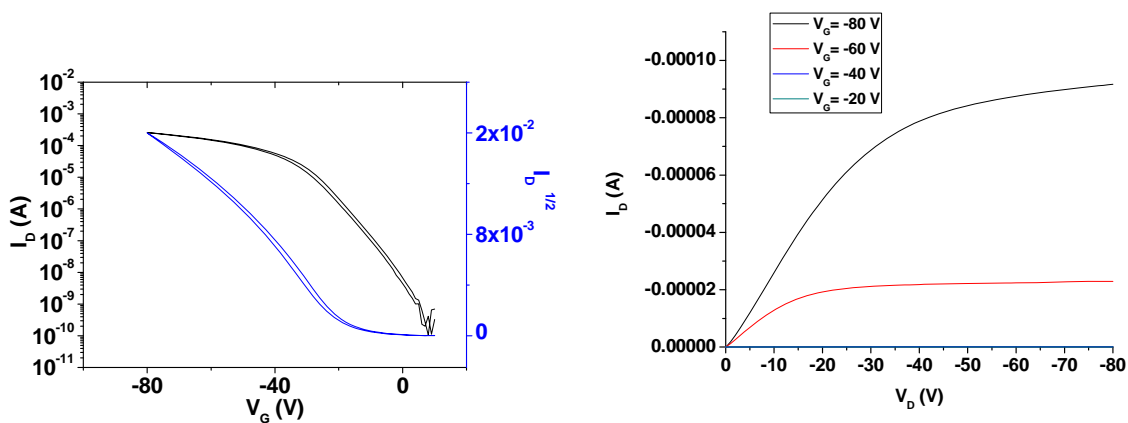 10⁻²
10⁻³
10⁻⁴
10⁻⁵
10⁻⁶
10⁻⁷
10⁻⁸
10⁻⁹
10⁻¹⁰
10⁻¹¹
I_D (A)
-80 -40 0
V_G (V)
2x10⁻²
8x10⁻³
0
I_D^1/2
V_G= -80 V
V_G= -60 V
V_G= -40 V
V_G= -20 V
-0.00010
-0.00008
-0.00006
-0.00004
-0.00002
0.00000
I_D (A)
0 -10 -20 -30 -40 -50 -60 -70 -80
V_D (V)